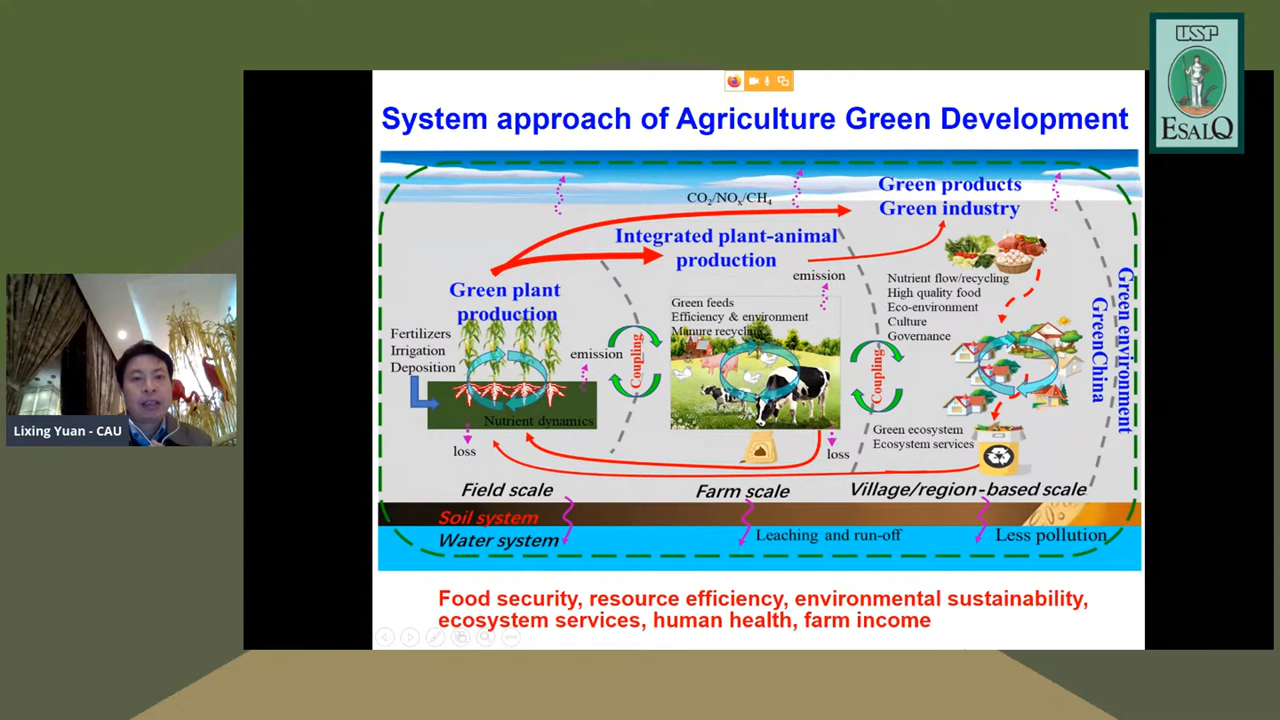 USP
ESALQ
System approach of Agriculture Green Development
CO2/NOx/CH4
Green products
Green industry
Integrated plant-animal
production
emission
Green plant
production
Green feeds
Efficiency & environment
Manure recycling
Nutrient flow/recycling
High quality food
Eco-environment
Culture
Governance
Fertilizers
Irrigation
Deposition
emission
Coupling
Coupling
Green environment
GreenChina
Nutrient dynamics
Green ecosystem
Ecosystem services
loss
loss
Field scale
Farm scale
Village/region-based scale
Soil system
Water system
Leaching and run-off
Less pollution
Food security, resource efficiency, environmental sustainability,
ecosystem services, human health, farm income
Lixing Yuan - CAU